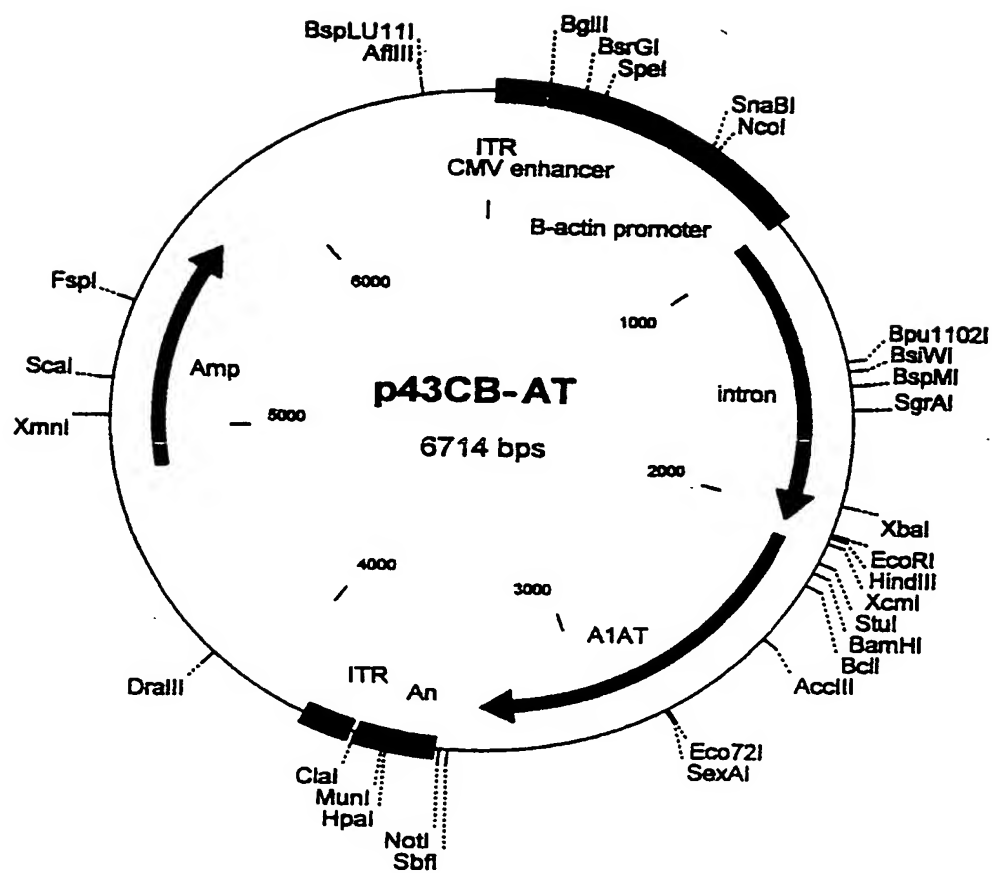 BspLU11I
AflIII
BglII
BsrGI
SpeI
SnaBI
NcoI
ITR
CMV enhancer
B-actin promoter
6000
1000
FspI
ScaI
XmnI
Amp
5000
p43CB-AT
6714 bps
intron
Bpu1102I
BsiWI
BspMI
SgrAI
2000
XbaI
EcoRI
HindIII
XcmI
StuI
BamHI
BclI
AccIII
4000
3000
A1AT
ITR
An
DraIII
Eco72I
SexAI
ClaI
MunI
HpaI
NotI
SbfI